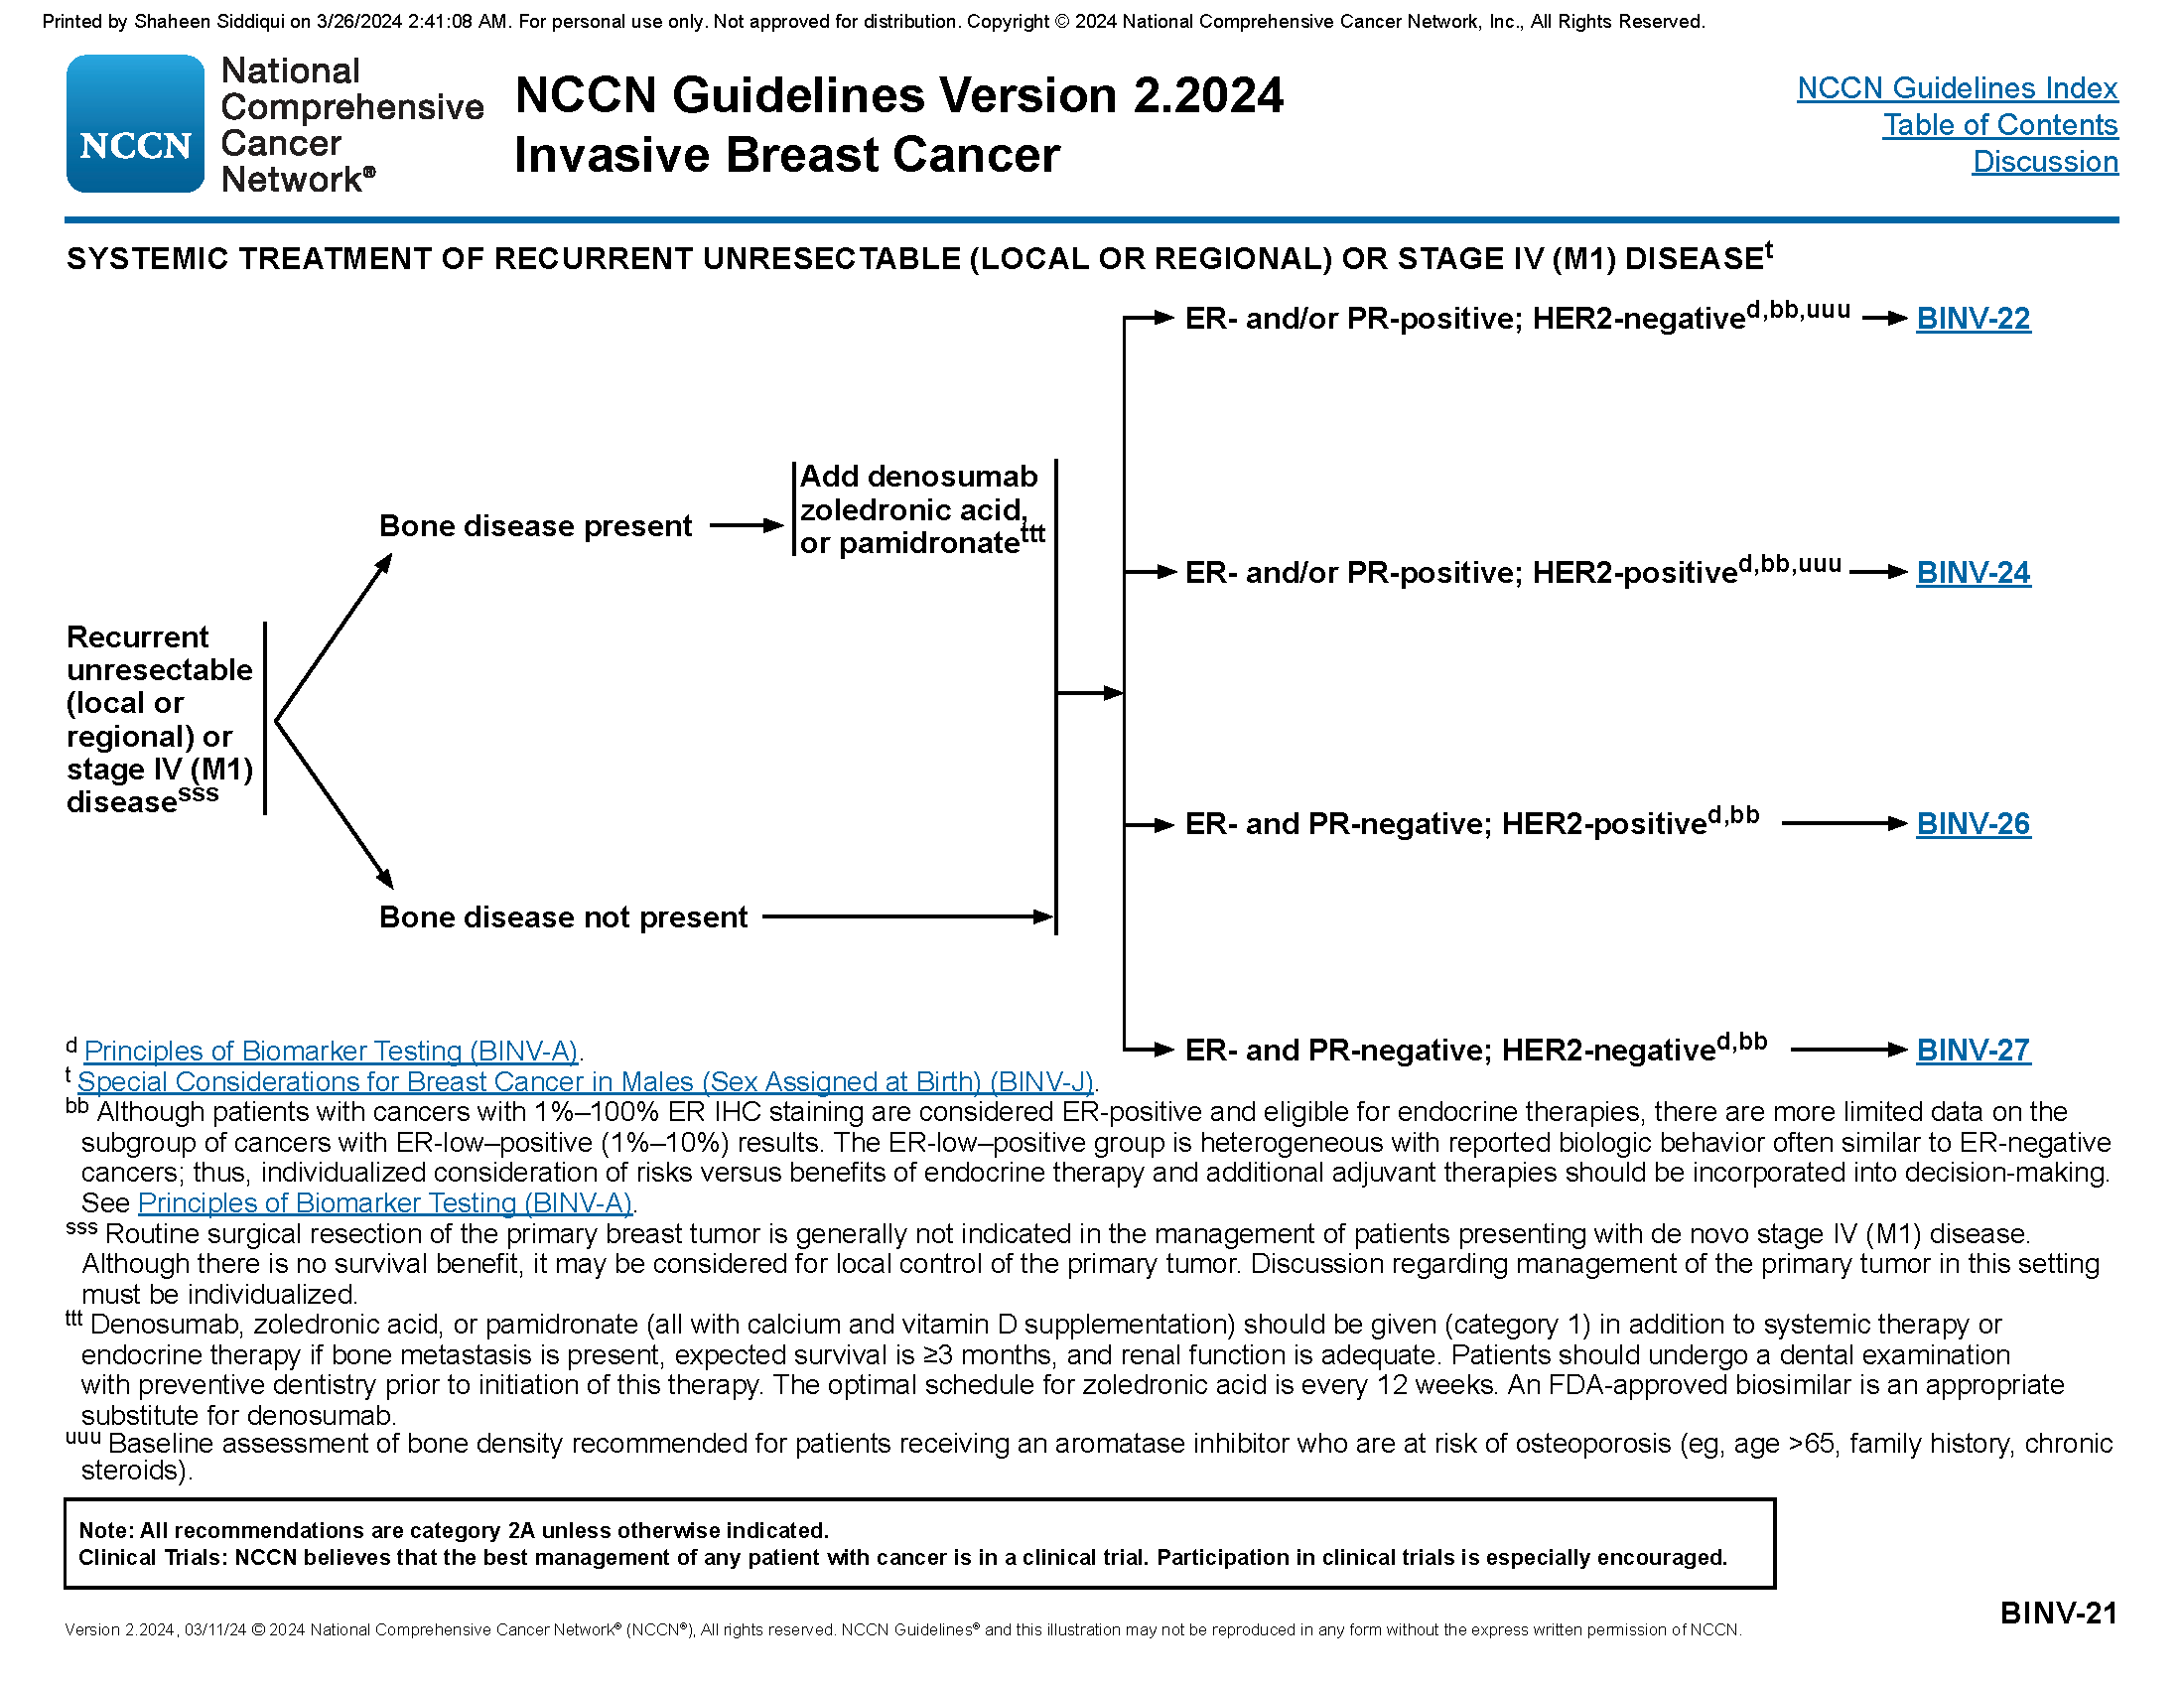 Printed by Shaheen Siddiqui on 3/26/2024 2:41:08 AM. For personal use only. Not approved for distribution. Copyright © 2024 National Comprehensive Cancer Network, Inc., All Rights Reserved.
NCCN
National
Comprehensive
Cancer
Network®
NCCN Guidelines Version 2.2024
Invasive Breast Cancer
NCCN Guidelines Index
Table of Contents
Discussion
SYSTEMIC TREATMENT OF RECURRENT UNRESECTABLE (LOCAL OR REGIONAL) OR STAGE IV (M1) DISEASEt
Recurrent
unresectable
(local or
regional) or
stage IV (M1)
diseasesss
Bone disease present
Add denosumab
zoledronic acid,
or pamidronatettt
Bone disease not present
ER- and/or PR-positive; HER2-negatived,bb,uuu
BINV-22
ER- and/or PR-positive; HER2-positived,bb,uuu
BINV-24
ER- and PR-negative; HER2-positived,bb
BINV-26
ER- and PR-negative; HER2-negatived,bb
BINV-27
d Principles of Biomarker Testing (BINV-A).
t Special Considerations for Breast Cancer in Males (Sex Assigned at Birth) (BINV-J).
bb Although patients with cancers with 1%–100% ER IHC staining are considered ER-positive and eligible for endocrine therapies, there are more limited data on the
subgroup of cancers with ER-low–positive (1%–10%) results. The ER-low–positive group is heterogeneous with reported biologic behavior often similar to ER-negative
cancers; thus, individualized consideration of risks versus benefits of endocrine therapy and additional adjuvant therapies should be incorporated into decision-making.
See Principles of Biomarker Testing (BINV-A).
sss Routine surgical resection of the primary breast tumor is generally not indicated in the management of patients presenting with de novo stage IV (M1) disease.
Although there is no survival benefit, it may be considered for local control of the primary tumor. Discussion regarding management of the primary tumor in this setting
must be individualized.
ttt Denosumab, zoledronic acid, or pamidronate (all with calcium and vitamin D supplementation) should be given (category 1) in addition to systemic therapy or
endocrine therapy if bone metastasis is present, expected survival is ≥3 months, and renal function is adequate. Patients should undergo a dental examination
with preventive dentistry prior to initiation of this therapy. The optimal schedule for zoledronic acid is every 12 weeks. An FDA-approved biosimilar is an appropriate
substitute for denosumab.
uuu Baseline assessment of bone density recommended for patients receiving an aromatase inhibitor who are at risk of osteoporosis (eg, age >65, family history, chronic
steroids).
Note: All recommendations are category 2A unless otherwise indicated.
Clinical Trials: NCCN believes that the best management of any patient with cancer is in a clinical trial. Participation in clinical trials is especially encouraged.
BINV-21
Version 2.2024, 03/11/24 © 2024 National Comprehensive Cancer Network® (NCCN®), All rights reserved. NCCN Guidelines® and this illustration may not be reproduced in any form without the express written permission of NCCN.